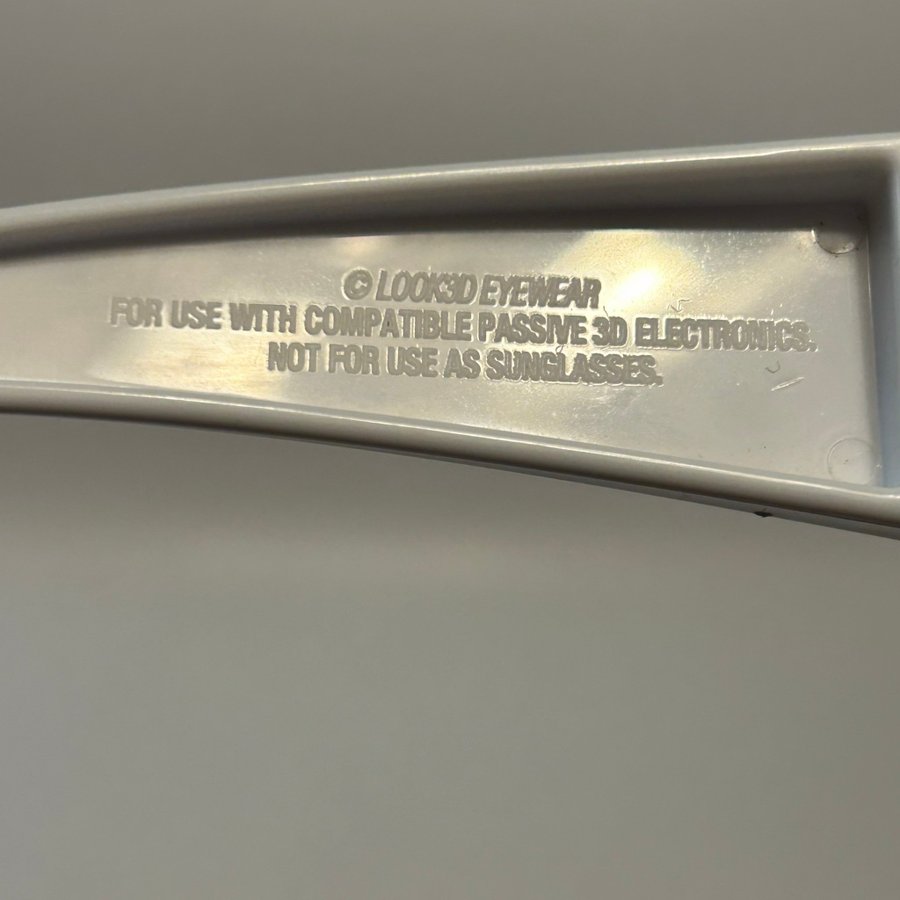 © LOOK3D EYEWEAR
FOR USE WITH COMPATIBLE PASSIVE 3D ELECTRONICS.
NOT FOR USE AS SUNGLASSES.